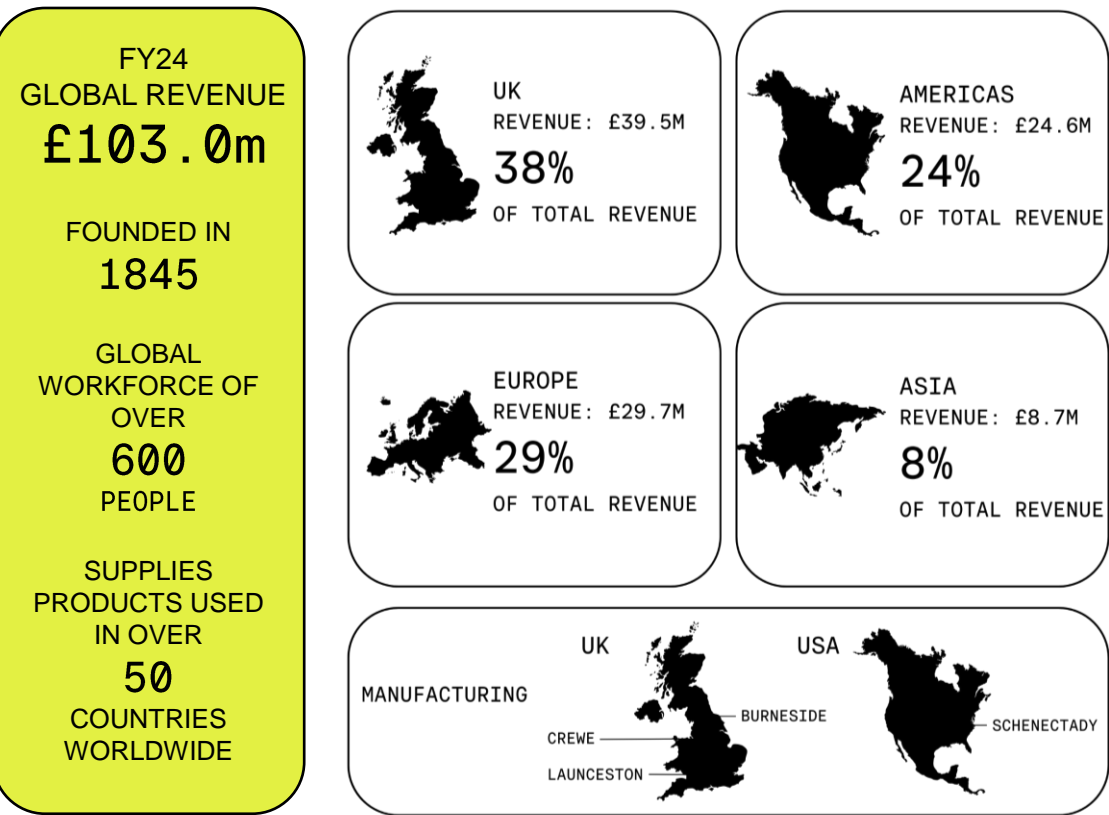 FY24
GLOBAL REVENUE
£103.0m
FOUNDED IN
1845
GLOBAL
WORKFORCE OF
OVER
600
PEOPLE
SUPPLIES
PRODUCTS USED
IN OVER
50
COUNTRIES
WORLDWIDE
UK
REVENUE: £39.5M
38%
OF TOTAL REVENUE
AMERICAS
REVENUE: £24.6M
24%
OF TOTAL REVENUE
EUROPE
REVENUE: £29.7M
29%
OF TOTAL REVENUE
ASIA
REVENUE: £8.7M
8%
OF TOTAL REVENUE
MANUFACTURING
UK
BURNESIDE
CREWE
LAUNCESTON
USA
SCHENECTADY